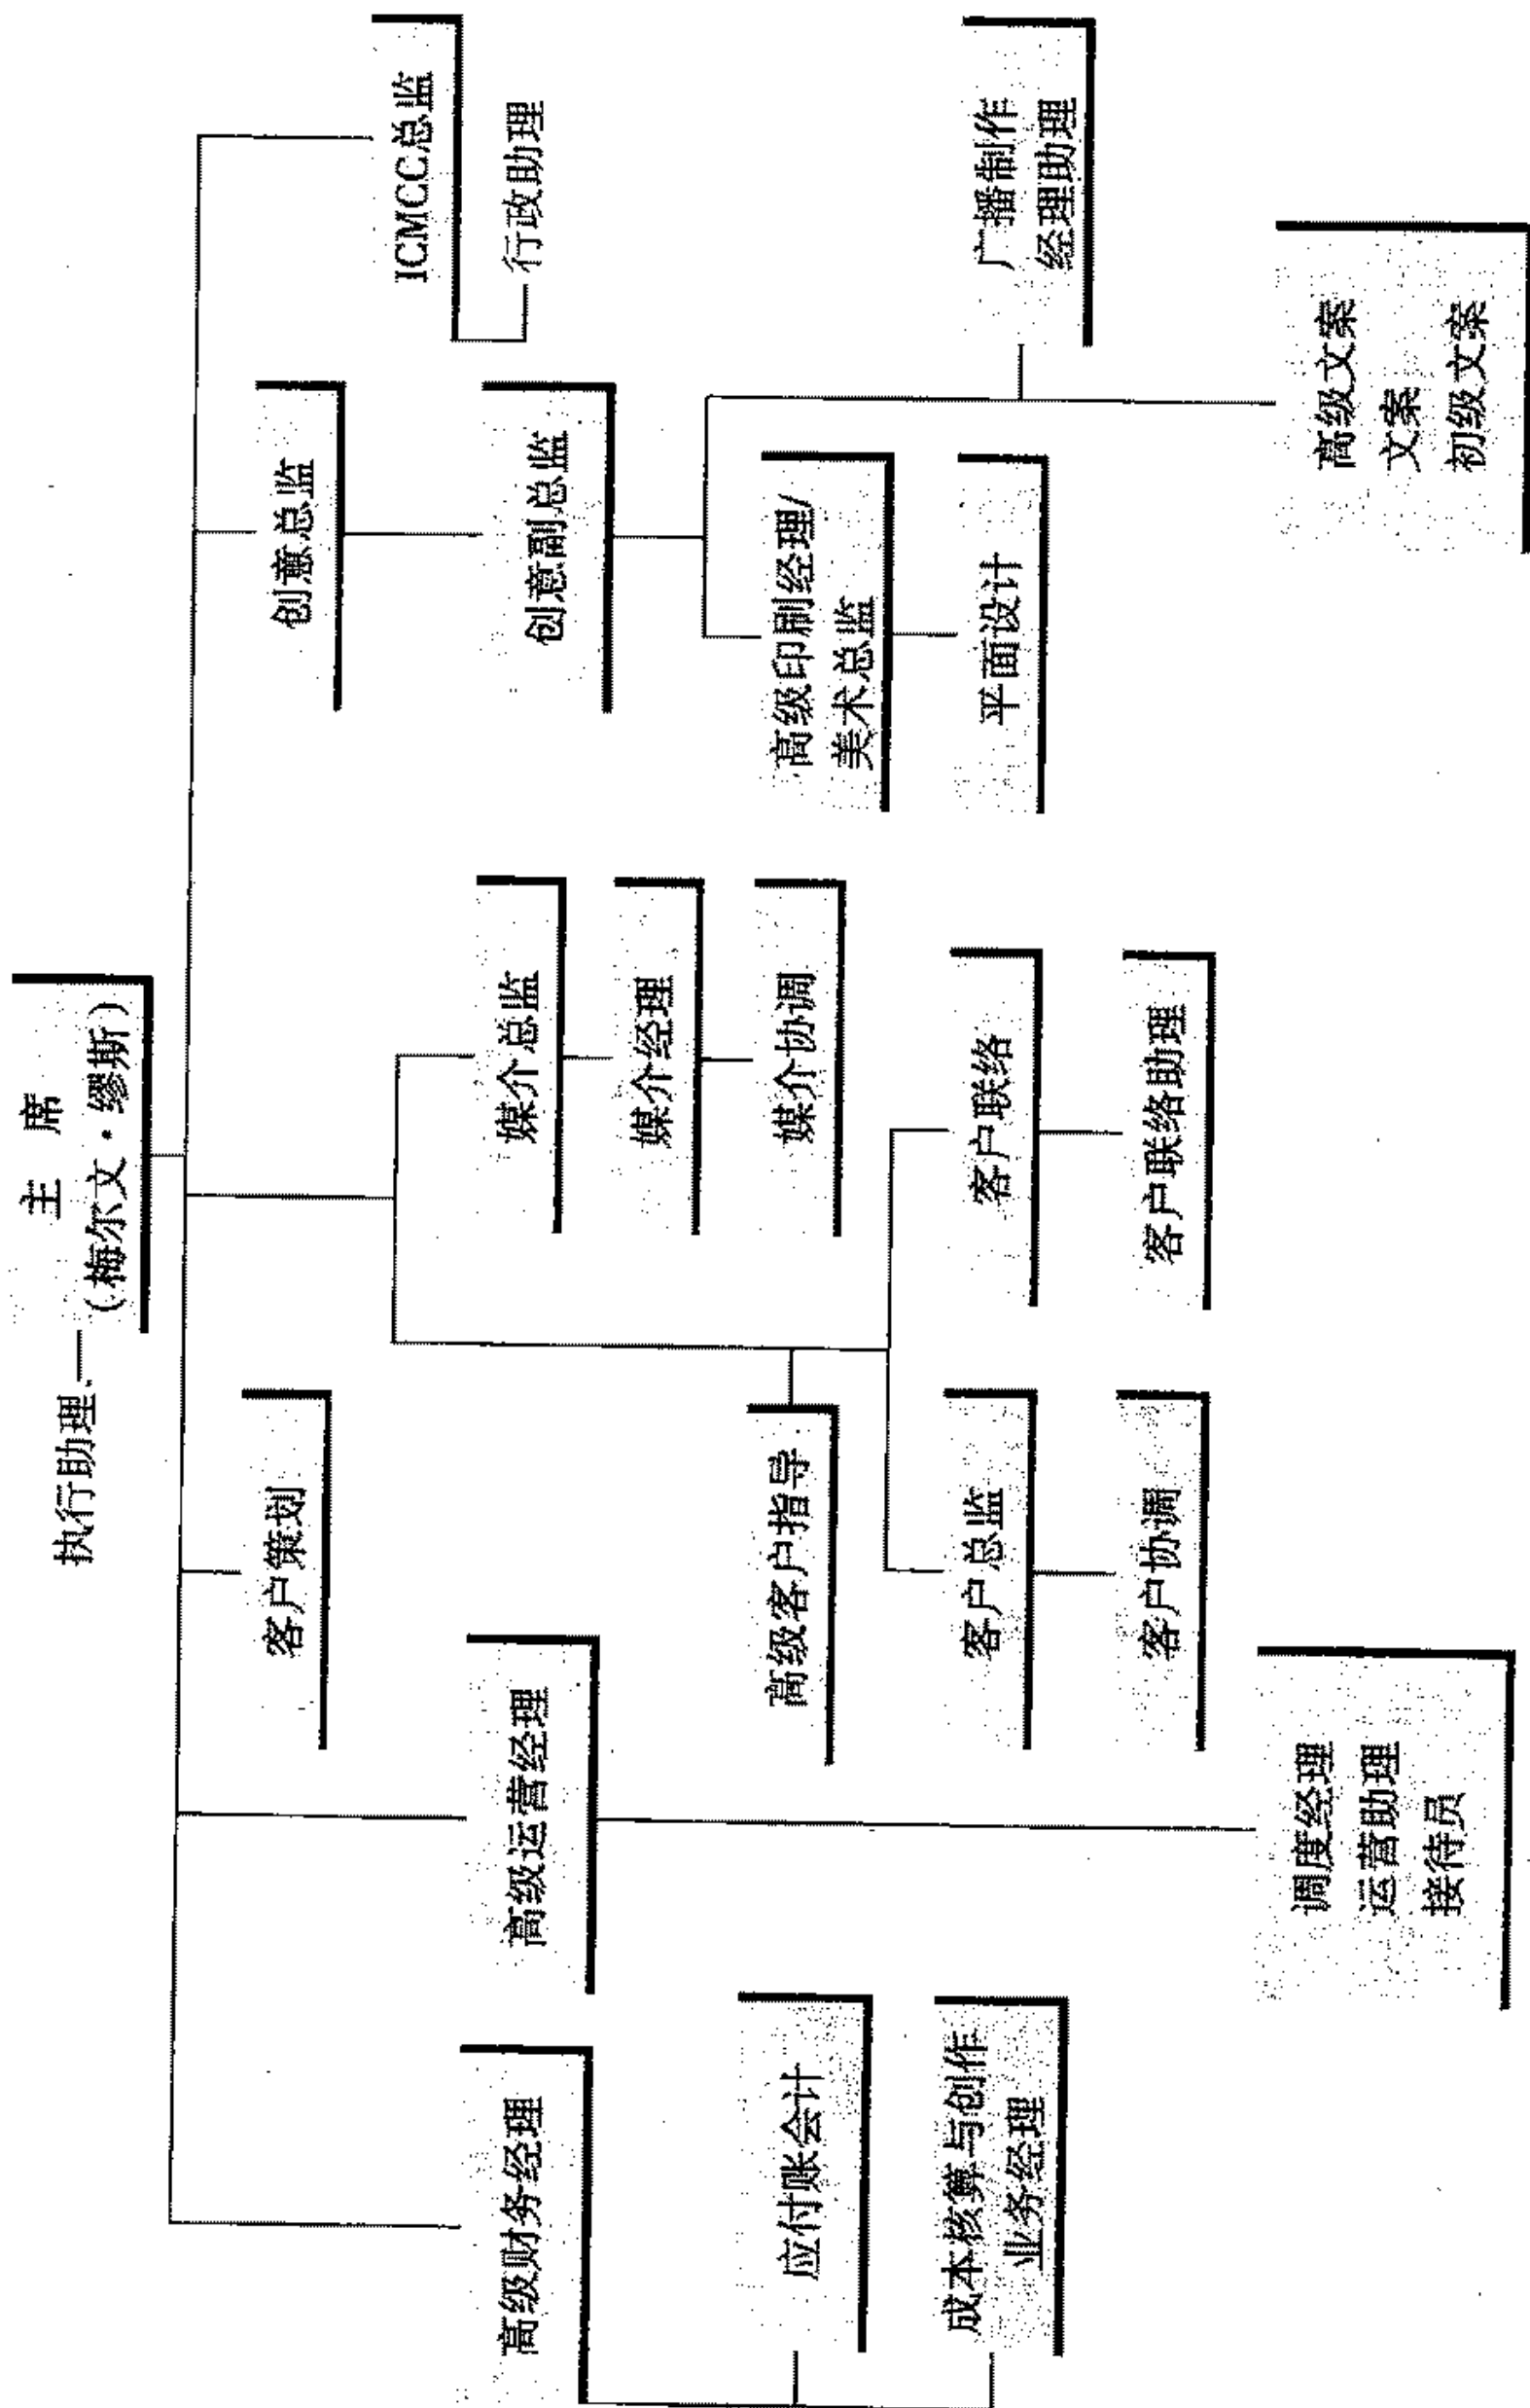 主 席
（梅尔文·缪斯）
执行助理
高级财务经理
应付账会计
成本核算与创作
业务经理
高级运营经理
调度经理
运营助理
接待员
客户策划
高级客户指导
客户总监
客户协调
客户联络
客户联络助理
媒介总监
媒介经理
媒介协调
创意总监
创意副总监
高级印刷经理/
美术总监
平面设计
广播制作
经理助理
高级文案
文案
初级文案
ICMCC总监
行政助理